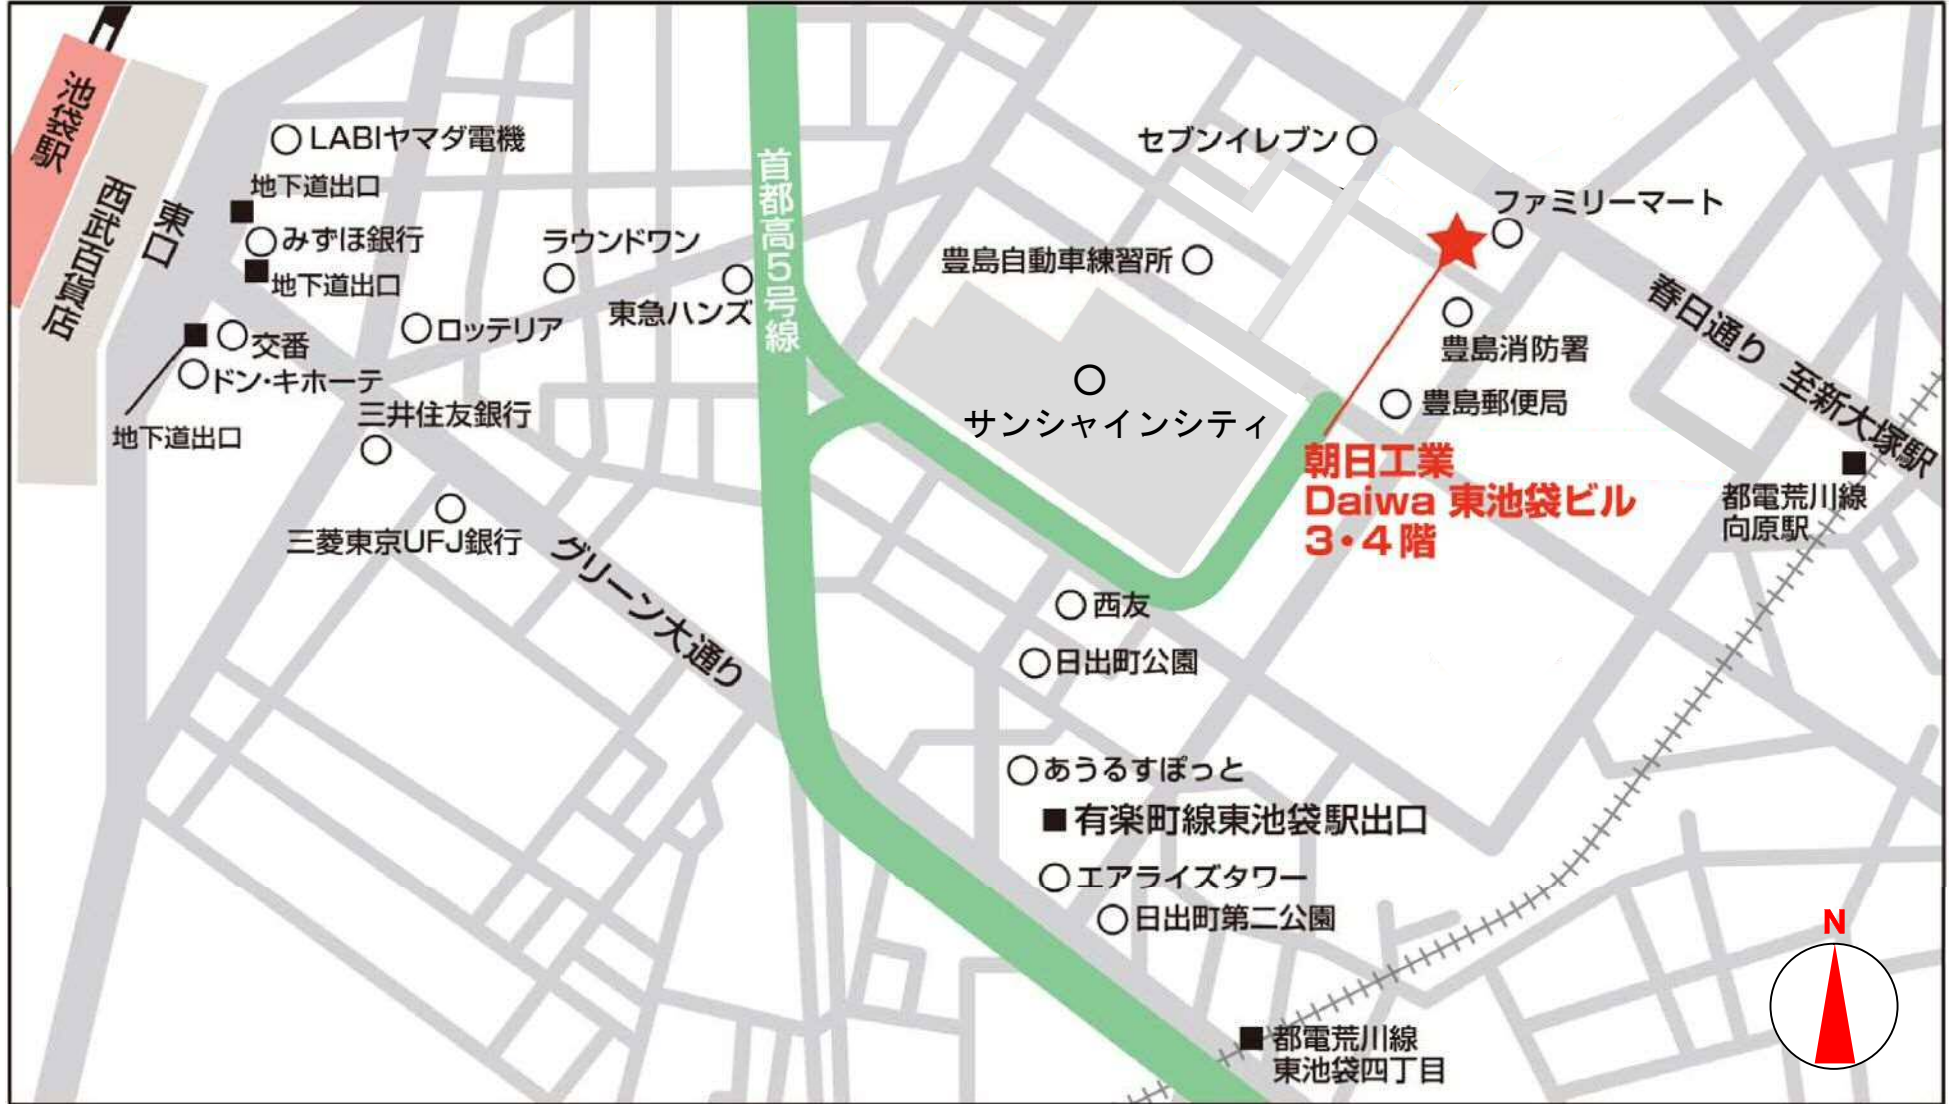 池袋駅
西武百貨店
東口
LABIヤマダ電機
地下道出口
みずほ銀行
地下道出口
交番
ドン・キホーテ
地下道出口
ロッテリア
三井住友銀行
三菱東京UFJ銀行
ラウンドワン
東急ハンズ
首都高5号線
グリーン大通り
セブンイレブン
ファミリーマート
豊島自動車練習所
サンシャインシティ
豊島消防署
豊島郵便局
春日通り 至新大塚駅
朝日工業
Daiwa 東池袋ビル
3・4階
都電荒川線
向原駅
西友
日出町公園
あうるすぽっと
有楽町線東池袋駅出口
エアライズタワー
日出町第二公園
都電荒川線
東池袋四丁目
N